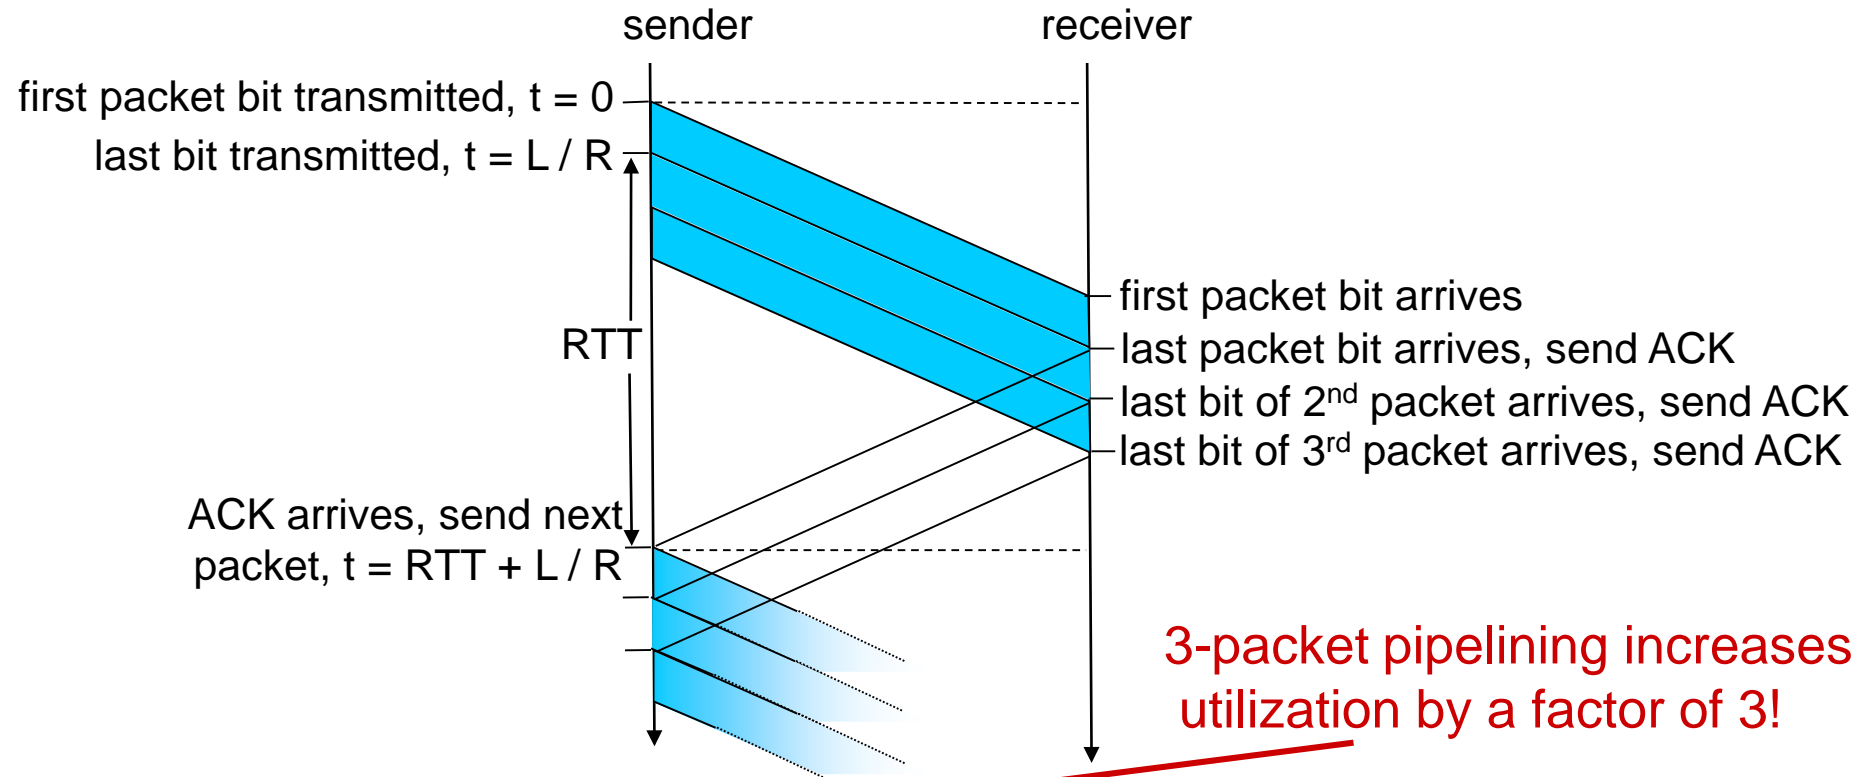 sender
receiver
first packet bit transmitted, t = 0
last bit transmitted, t = L / R
RTT
first packet bit arrives
last packet bit arrives, send ACK
last bit of 2nd packet arrives, send ACK
last bit of 3rd packet arrives, send ACK
ACK arrives, send next
packet, t = RTT + L / R
3-packet pipelining increases
utilization by a factor of 3!